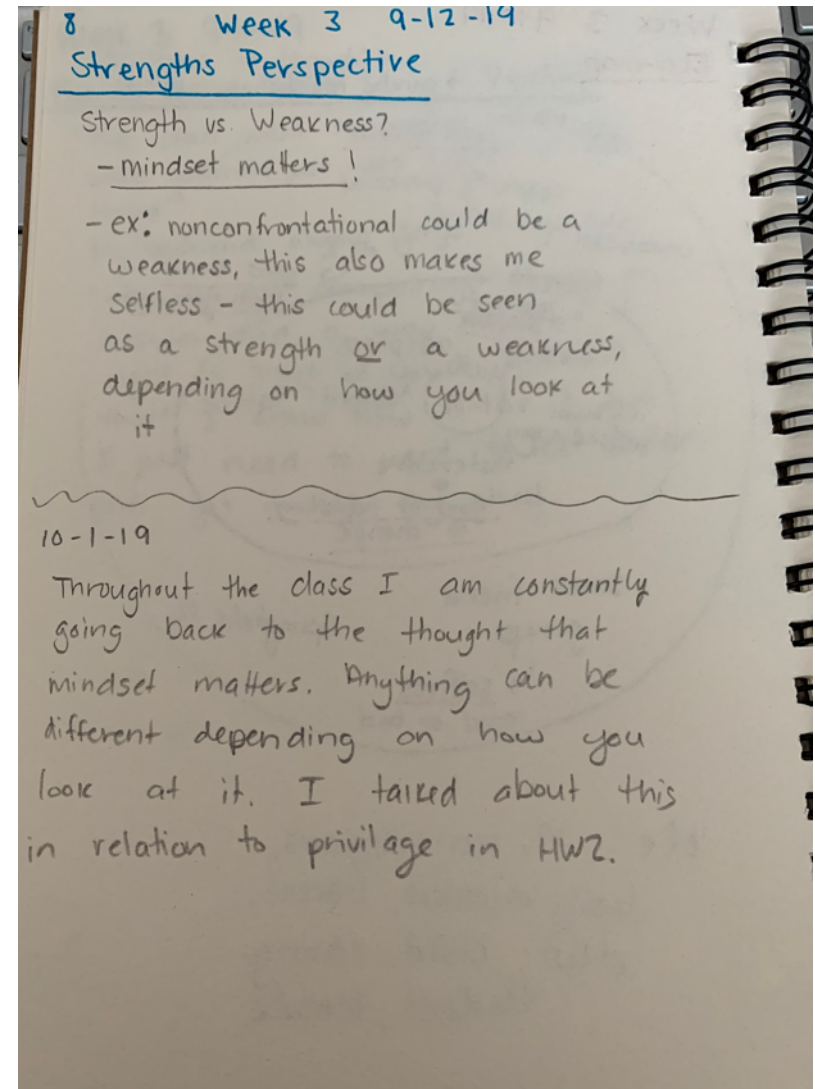 8 Week 3 9-12-19
Strengths Perspective
Strength vs. Weakness?
- mindset matters!
- ex: nonconfrontational could be a
weakness, this also makes me
selfless - this could be seen
as a strength or a weakness,
depending on how you look at
it
10-1-19
Throughout the class I am constantly
going back to the thought that
mindset matters. Anything can be
different depending on how you
look at it. I talked about this
in relation to privilage in HW2.